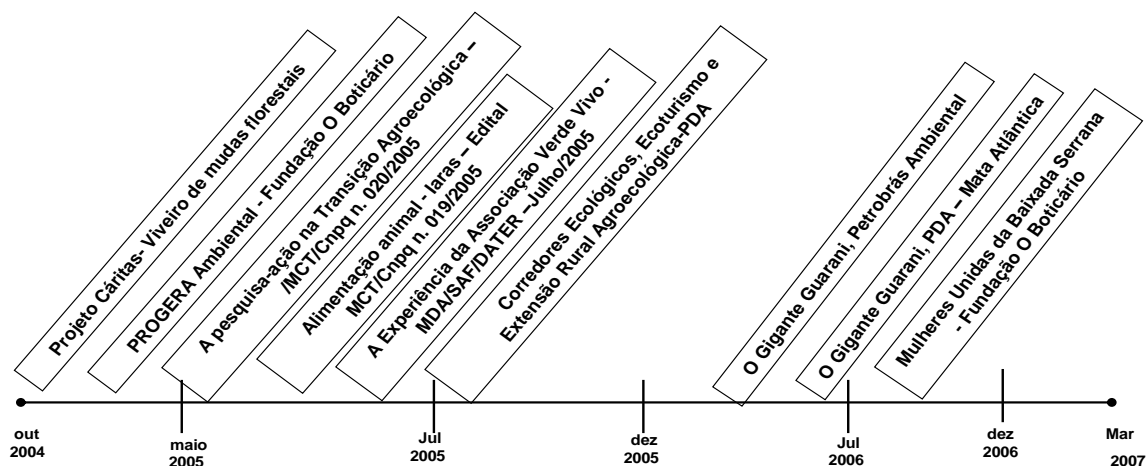 Projeto Cáritas- Viveiro de mudas florestais
PROGERA Ambiental - Fundação O Boticário
A pesquisa-ação na Transição Agroecológica –
/MCT/Cnpq n. 020/2005
Alimentação animal - Iaras – Edital
MCT/Cnpq n. 019/2005
A Experiência da Associação Verde Vivo -
MDA/SAF/DATER –Julho/2005
Corredores Ecológicos, Ecoturismo e
Extensão Rural Agroecológica-PDA
O Gigante Guarani, Petrobrás Ambiental
O Gigante Guarani, PDA – Mata Atlântica
Mulheres Unidas da Baixada Serrana
- Fundação O Boticário
out
2004
maio
2005
Jul
2005
dez
2005
Jul
2006
dez
2006
Mar
2007